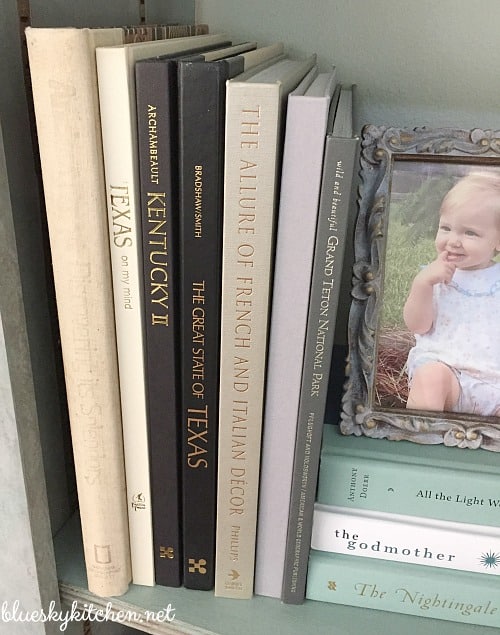 TEXAS on my mind
ARCHAMBEAULT KENTUCKY II
BRADSHAW/SMITH THE GREAT STATE OF TEXAS
THE ALLURE OF FRENCH AND ITALIAN DÉCOR PHILLIPS
wild and beautiful GRAND TETON NATIONAL PARK
ANTHONY DOERR All the Light W
the godmother
The Nightingale
blueskykitchen.net